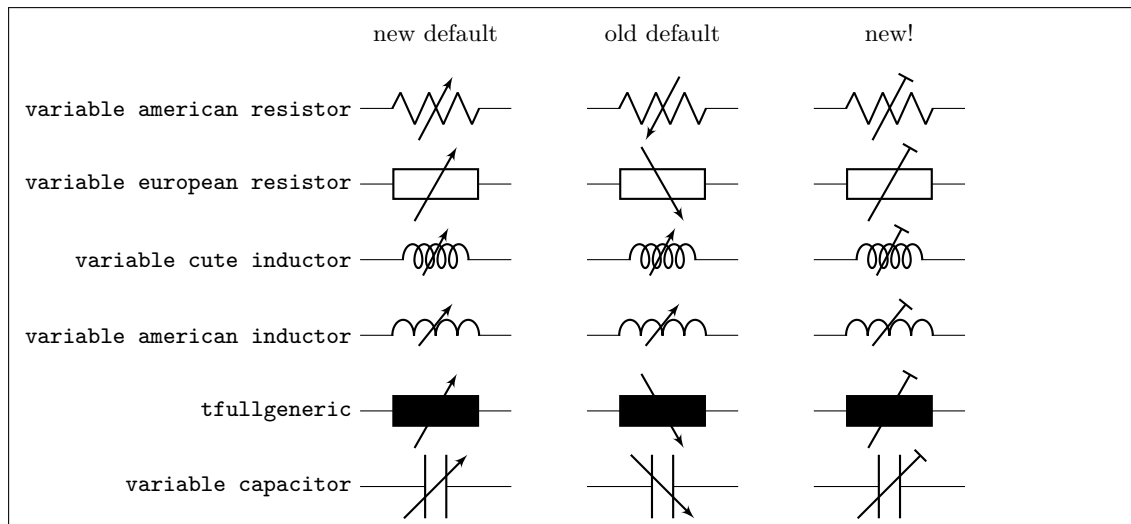 new default old default new!
variable american resistor
variable european resistor
variable cute inductor
variable american inductor
tfullgeneric
variable capacitor